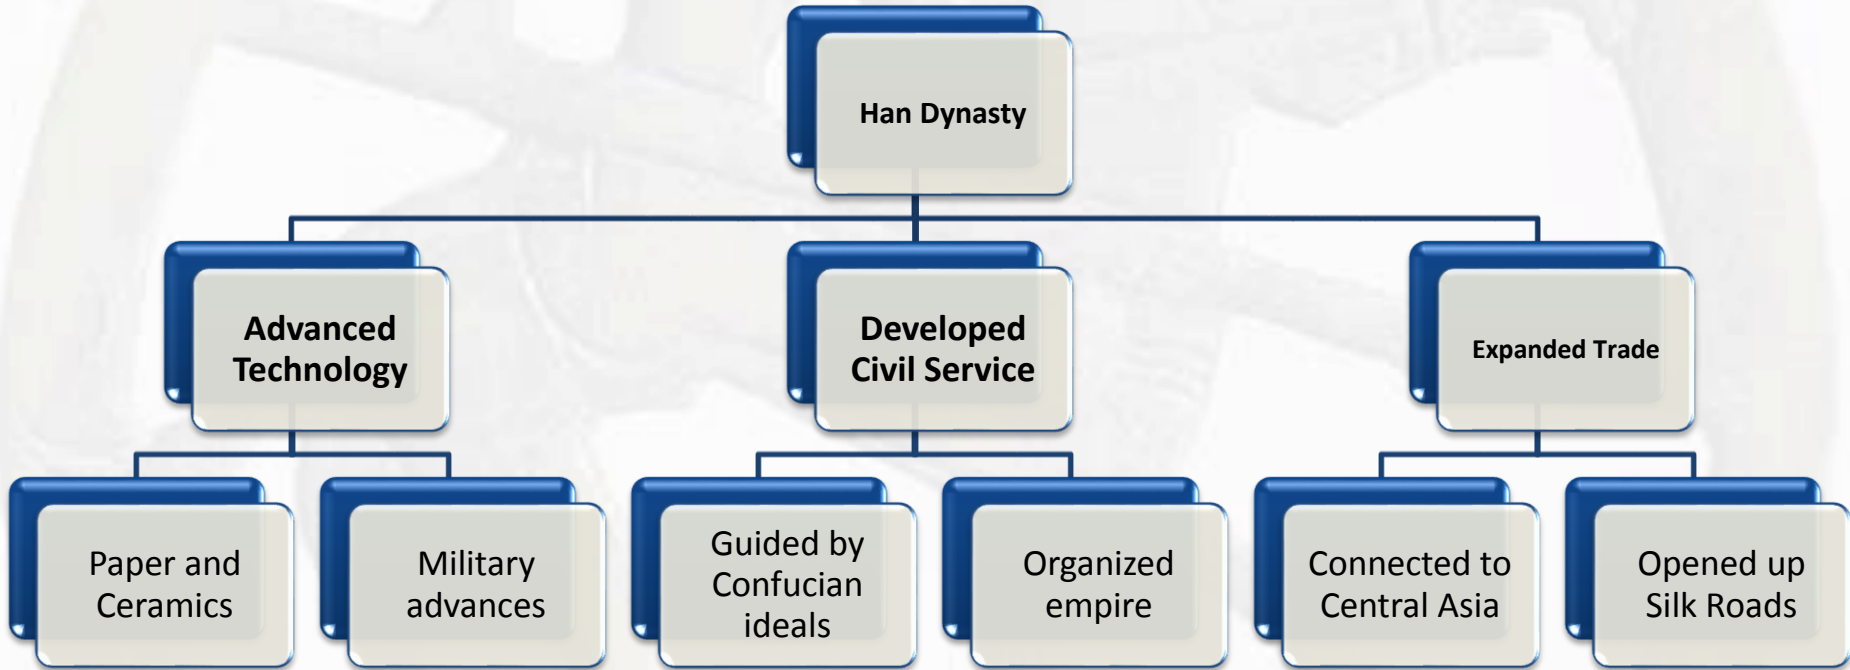 Han Dynasty
Advanced
Technology
Developed
Civil Service
Expanded Trade
Paper and
Ceramics
Military
advances
Guided by
Confucian
ideals
Organized
empire
Connected to
Central Asia
Opened up
Silk Roads